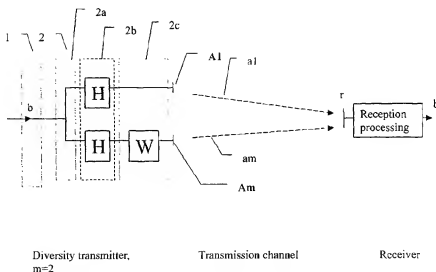 1 2 2a 2b 2c
A1 a1
b H r Reception processing b
H W
am
Am
Diversity transmitter, m=2
Transmission channel
Receiver